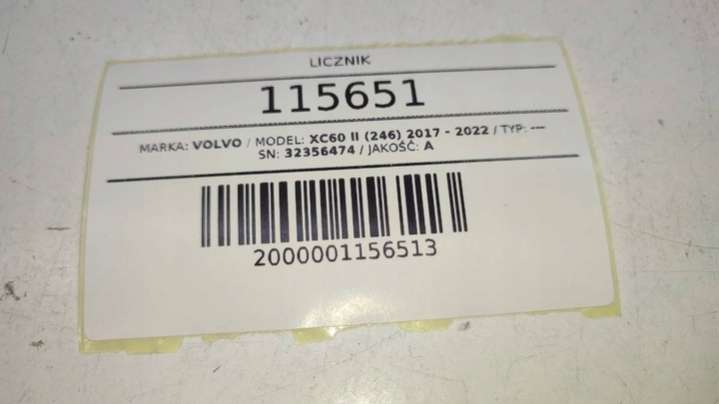 LICZNIK
115651
MARKA: VOLVO / MODEL: XC60 II (246) 2017 - 2022 / TYP: ---
SN: 32356474 / JAKOŚĆ: A
2000001156513